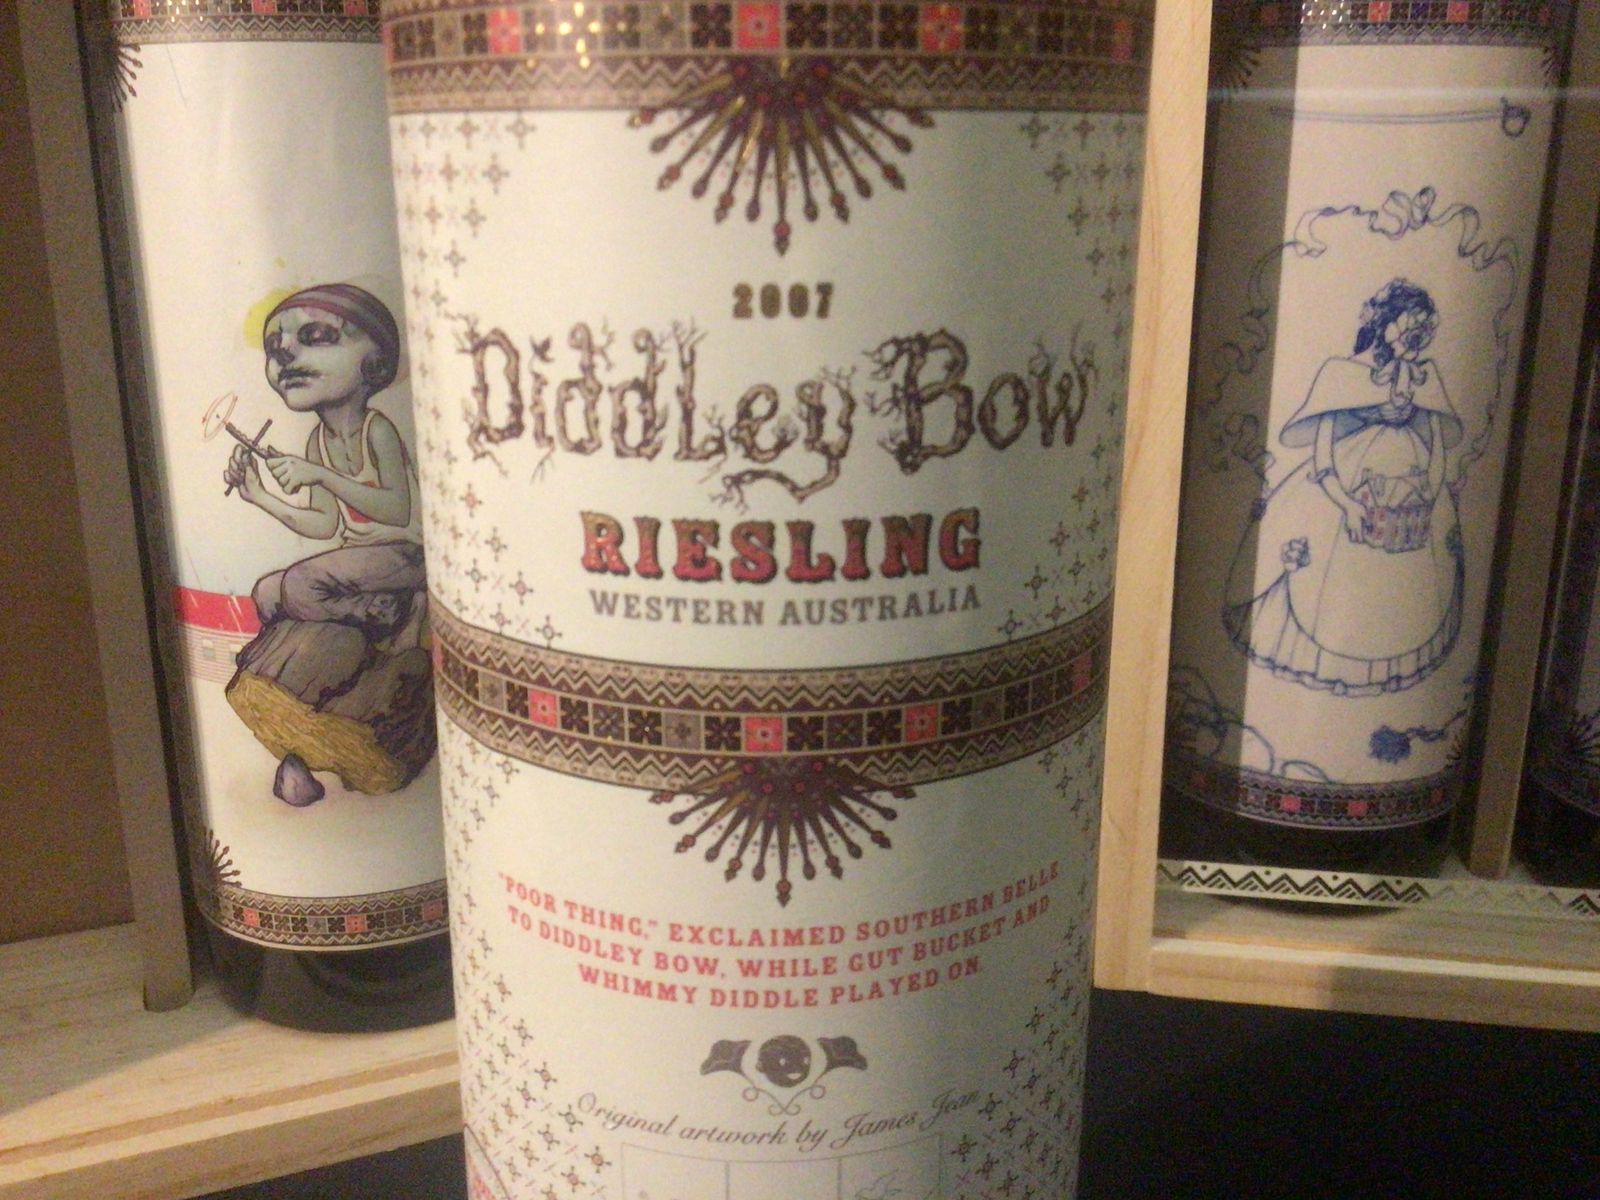 2007
Diddley Bow
RIESLING
WESTERN AUSTRALIA
"POOR THING," EXCLAIMED SOUTHERN BELLE
TO DIDDLEY BOW, WHILE GUT BUCKET AND
WHIMMY DIDDLE PLAYED ON
Original artwork by James Jean